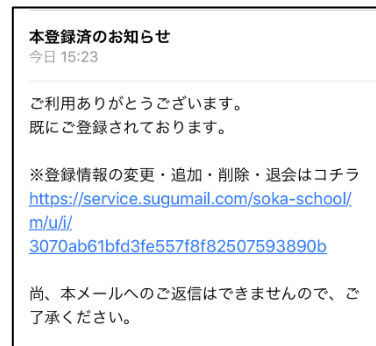 本登録済のお知らせ
今日 15:23
ご利用ありがとうございます。
既にご登録されております。
※登録情報の変更・追加・削除・退会はコチラ
https://service.sugumail.com/soka-school/
m/u/i/
3070ab61bfd3fe557f8f82507593890b
尚、本メールへのご返信はできませんので、ご
了承ください。